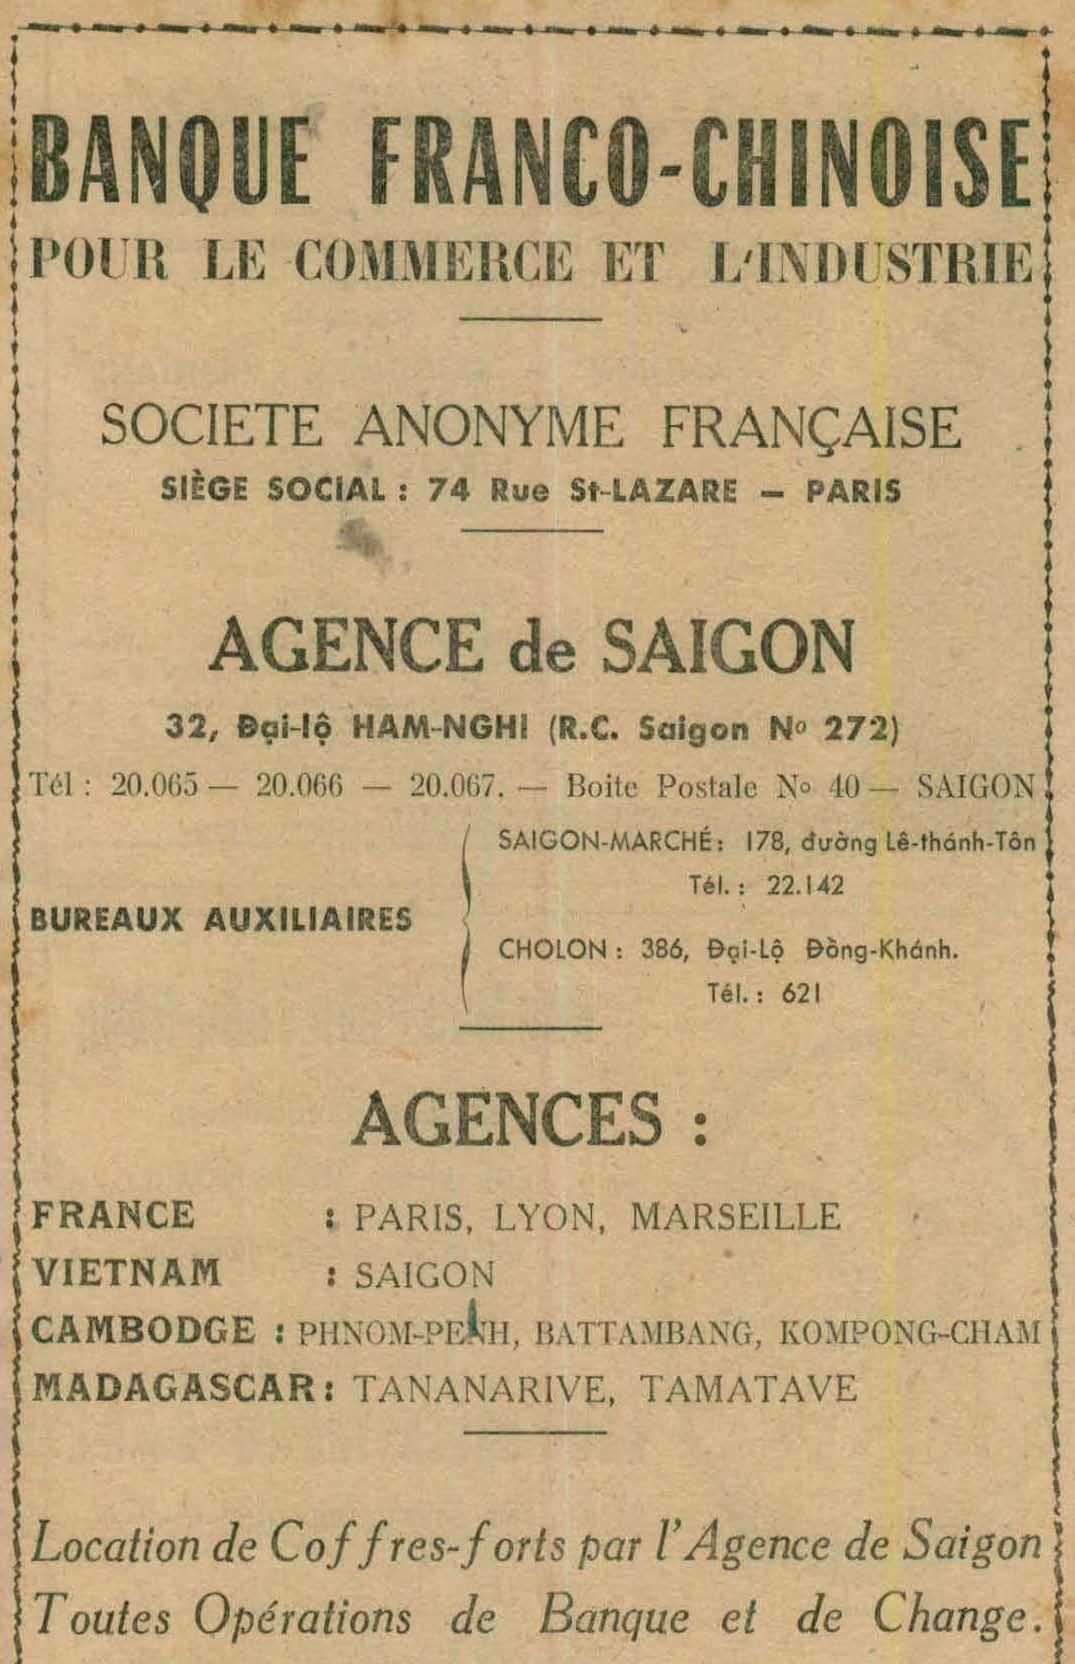 BANQUE FRANCO-CHINOISE
POUR LE COMMERCE ET L'INDUSTRIE
SOCIETE ANONYME FRANÇAISE
SIÈGE SOCIAL : 74 Rue St-LAZARE — PARIS
AGENCE de SAIGON
32, Đại-lộ HAM-NGHI (R.C. Saigon Nº 272)
Tél : 20.065 — 20.066 — 20.067. — Boite Postale Nº 40 — SAIGON
BUREAUX AUXILIAIRES
SAIGON-MARCHÉ : 178, đường Lê-thánh-Tôn
Tél. : 22.142
CHOLON : 386, Đại-Lộ Đồng-Khánh.
Tél. : 621
AGENCES :
FRANCE : PARIS, LYON, MARSEILLE
VIETNAM : SAIGON
CAMBODGE : PHNOM-PENH, BATTAMBANG, KOMPONG-CHAM
MADAGASCAR : TANANARIVE, TAMATAVE
Location de Coffres-forts par l'Agence de Saigon
Toutes Opérations de Banque et de Change.